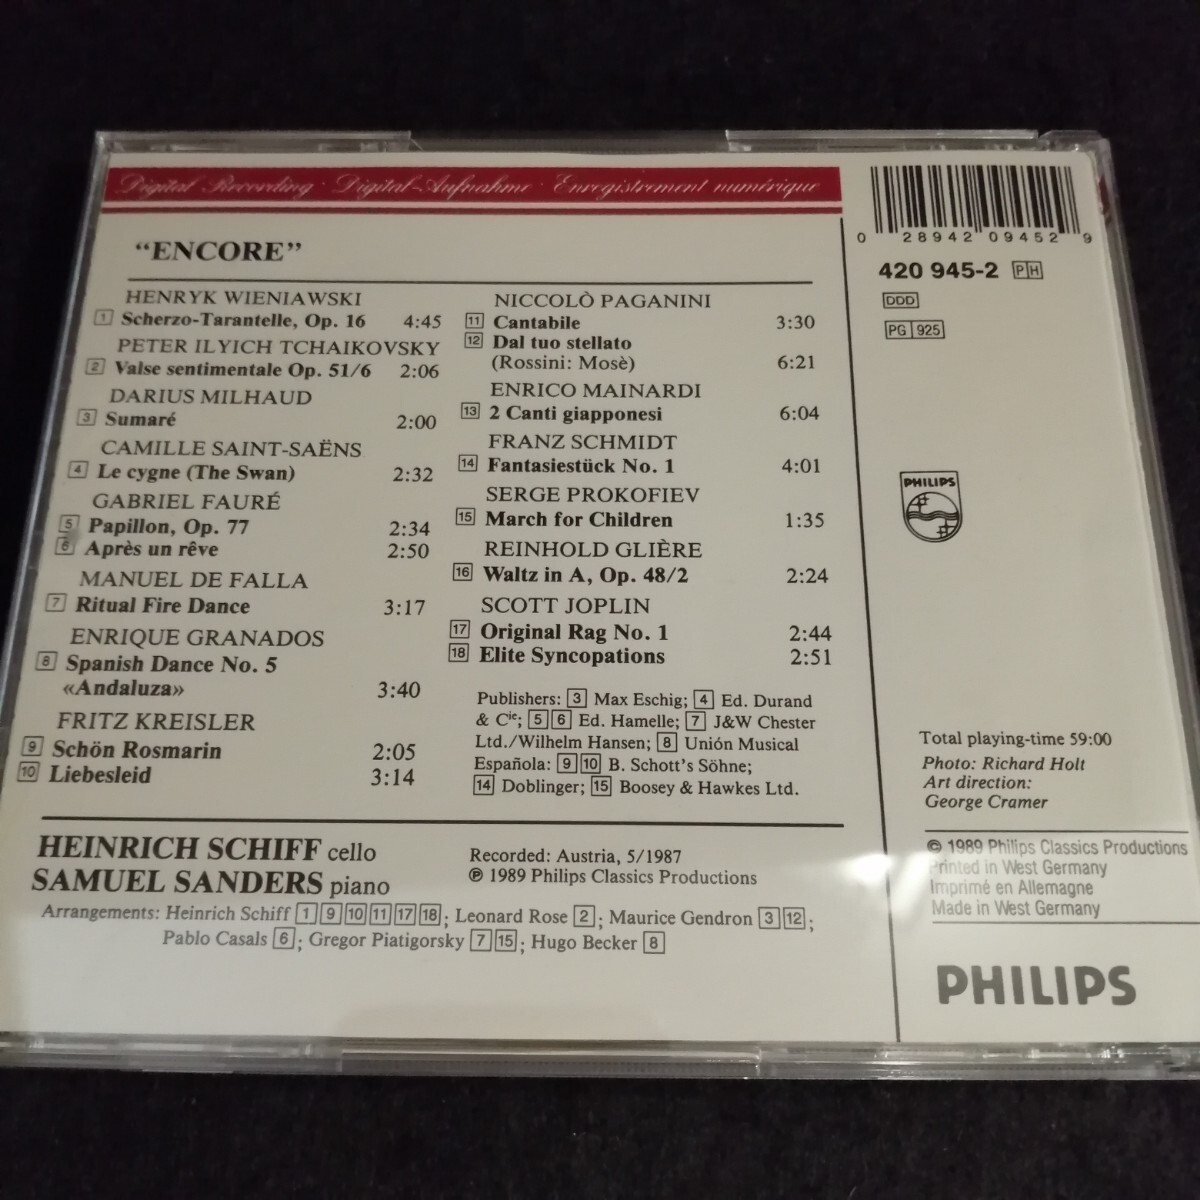 Digital Recording · Digital-Aufnahme · Enregistrement numérique
“ENCORE”
HENRYK WIENIAWSKI
1 Scherzo-Tarantelle, Op. 16 4:45
PETER ILYICH TCHAIKOVSKY
2 Valse sentimentale Op. 51/6 2:06
DARIUS MILHAUD
3 Sumaré 2:00
CAMILLE SAINT-SAËNS
4 Le cygne (The Swan) 2:32
GABRIEL FAURÉ
5 Papillon, Op. 77 2:34
6 Après un rêve 2:50
MANUEL DE FALLA
7 Ritual Fire Dance 3:17
ENRIQUE GRANADOS
8 Spanish Dance No. 5
«Andaluza» 3:40
FRITZ KREISLER
9 Schön Rosmarin 2:05
10 Liebesleid 3:14
NICCOLÒ PAGANINI
11 Cantabile 3:30
12 Dal tuo stellato
(Rossini: Mosè) 6:21
ENRICO MAINARDI
13 2 Canti giapponesi 6:04
FRANZ SCHMIDT
14 Fantasiestück No. 1 4:01
SERGE PROKOFIEV
15 March for Children 1:35
REINHOLD GLIÈRE
16 Waltz in A, Op. 48/2 2:24
SCOTT JOPLIN
17 Original Rag No. 1 2:44
18 Elite Syncopations 2:51
Publishers: 3 Max Eschig; 4 Ed. Durand
& Cie; 5 6 Ed. Hamelle; 7 J&W Chester
Ltd./Wilhelm Hansen; 8 Unión Musical
Española: 9 10 B. Schott's Söhne;
14 Doblinger; 15 Boosey & Hawkes Ltd.
HEINRICH SCHIFF cello
SAMUEL SANDERS piano
Recorded: Austria, 5/1987
℗ 1989 Philips Classics Productions
Arrangements: Heinrich Schiff 1 9 10 11 17 18; Leonard Rose 2; Maurice Gendron 3 12;
Pablo Casals 6; Gregor Piatigorsky 7 15; Hugo Becker 8
0 28942 09452 9
420 945-2 PH
DDD
PG 925
PHILIPS
Total playing-time 59:00
Photo: Richard Holt
Art direction:
George Cramer
© 1989 Philips Classics Productions
Printed in West Germany
Imprimé en Allemagne
Made in West Germany
PHILIPS